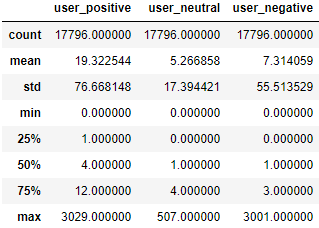 user_positive user_neutral user_negative
count 17796.000000 17796.000000 17796.000000
mean 19.322544 5.266858 7.314059
std 76.668148 17.394421 55.513529
min 0.000000 0.000000 0.000000
25% 1.000000 0.000000 0.000000
50% 4.000000 1.000000 1.000000
75% 12.000000 4.000000 3.000000
max 3029.000000 507.000000 3001.000000